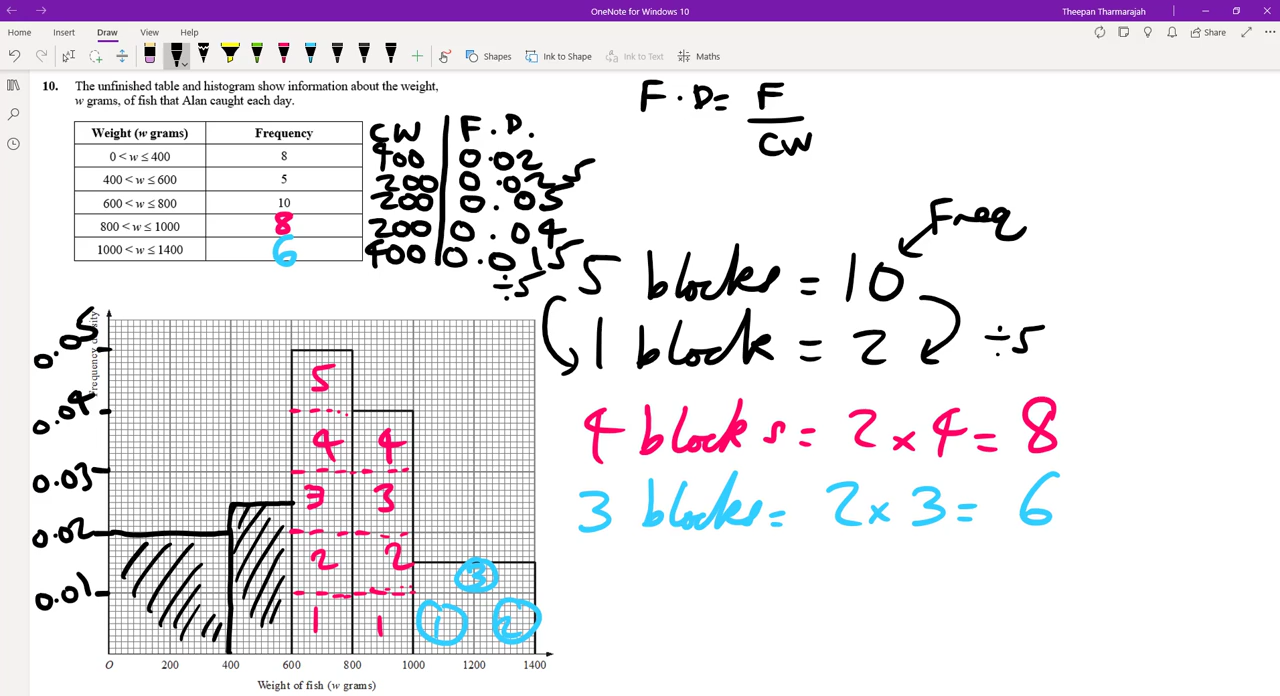 OneNote for Windows 10
Theepan Tharmarajah
Home Insert Draw View Help
Shapes Ink to Shape Ink to Text Maths
Share
10. The unfinished table and histogram show information about the weight,
w grams, of fish that Alan caught each day.
Weight (w grams) Frequency CW F.D.
0 < w ≤ 400 8 400 0.02
400 < w ≤ 600 5 200 0.025
600 < w ≤ 800 10 200 0.05
800 < w ≤ 1000 8 200 0.04
1000 < w ≤ 1400 6 400 0.015
F.D = F
CW
Freq
5 blocks = 10
÷5
1 block = 2 ÷5
4 blocks = 2 × 4 = 8
3 blocks = 2 × 3 = 6
Frequency density
0.05
0.04
0.03
0.02
0.01
5
4 4
3 3
2 2 3
1 1 1 2
O 200 400 600 800 1000 1200 1400
Weight of fish (w grams)